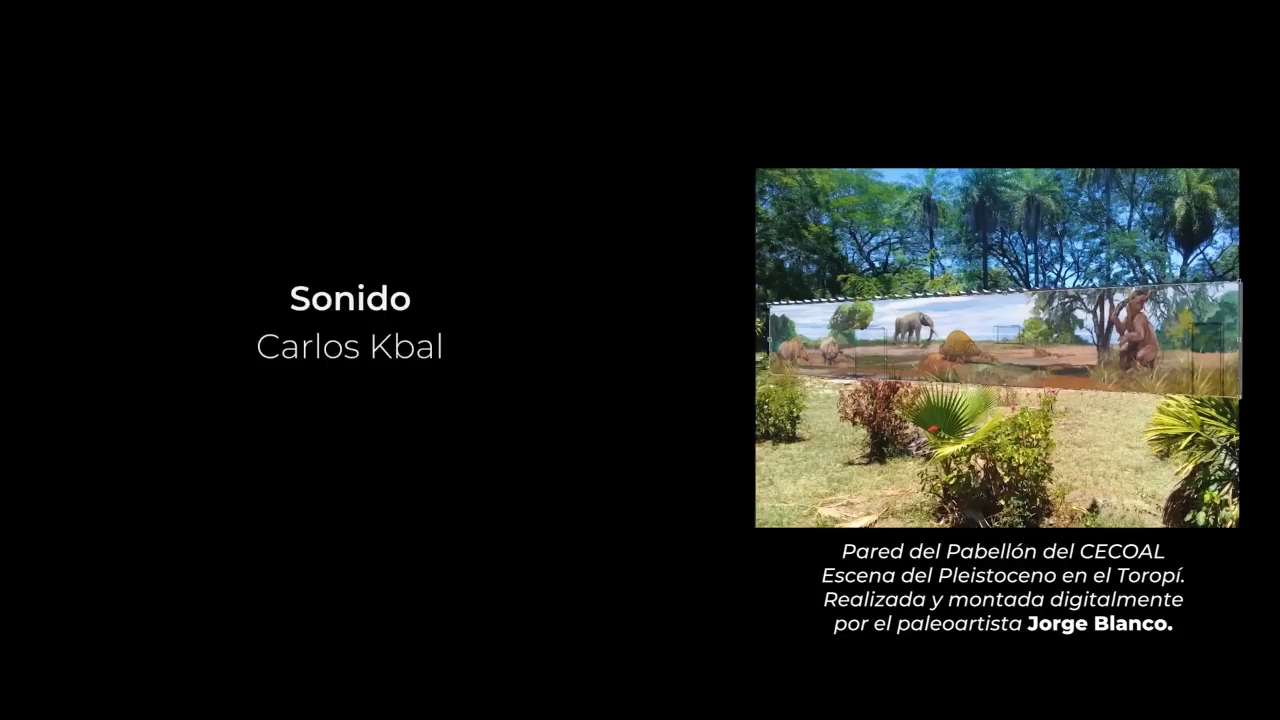 Sonido
Carlos Kbal
Pared del Pabellón del CECOAL
Escena del Pleistoceno en el Toropí.
Realizada y montada digitalmente
por el paleoartista Jorge Blanco.